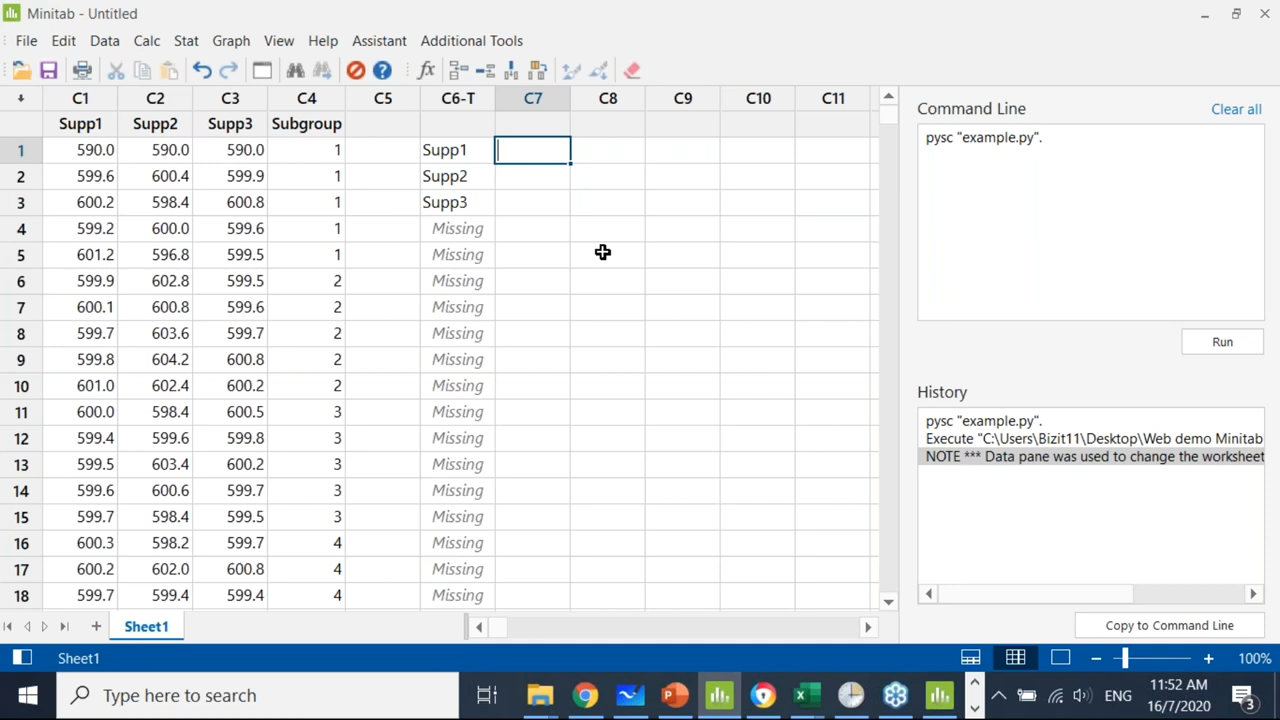 Minitab - Untitled
File Edit Data Calc Stat Graph View Help Assistant Additional Tools
C1 C2 C3 C4 C5 C6-T C7 C8 C9 C10 C11
Supp1 Supp2 Supp3 Subgroup
1 590.0 590.0 590.0 1 Supp1
2 599.6 600.4 599.9 1 Supp2
3 600.2 598.4 600.8 1 Supp3
4 599.2 600.0 599.6 1 Missing
5 601.2 596.8 599.5 1 Missing
6 599.9 602.8 599.5 2 Missing
7 600.1 600.8 599.6 2 Missing
8 599.7 603.6 599.7 2 Missing
9 599.8 604.2 600.8 2 Missing
10 601.0 602.4 600.2 2 Missing
11 600.0 598.4 600.5 3 Missing
12 599.4 599.6 599.8 3 Missing
13 599.5 603.4 600.2 3 Missing
14 599.6 600.6 599.7 3 Missing
15 599.7 598.4 599.5 3 Missing
16 600.3 598.2 599.7 4 Missing
17 600.2 602.0 600.8 4 Missing
18 599.7 599.4 599.4 4 Missing
Sheet1
Command Line Clear all
pysc "example.py".
Run
History
pysc "example.py".
Execute "C:\Users\Bizit11\Desktop\Web demo Minitab
NOTE *** Data pane was used to change the worksheet
Copy to Command Line
Sheet1 100%
Type here to search
ENG
11:52 AM
16/7/2020
3